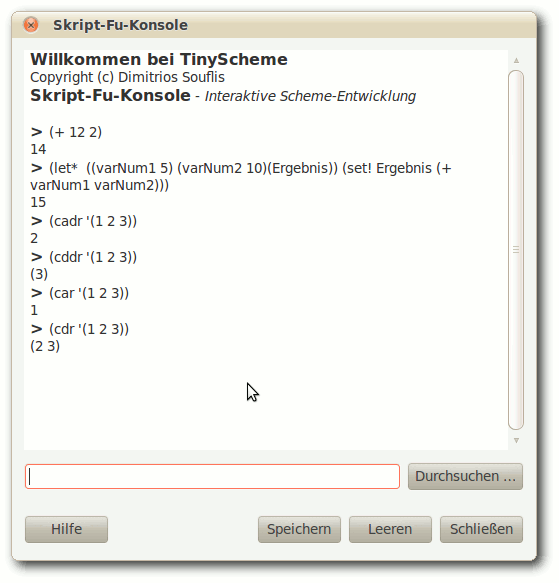 Skript-Fu-Konsole
Willkommen bei TinyScheme
Copyright (c) Dimitrios Souflis
Skript-Fu-Konsole - Interaktive Scheme-Entwicklung
> (+ 12 2)
14
> (let*  ((varNum1 5) (varNum2 10)(Ergebnis)) (set! Ergebnis (+
varNum1 varNum2)))
15
> (cadr '(1 2 3))
2
> (cddr '(1 2 3))
(3)
> (car '(1 2 3))
1
> (cdr '(1 2 3))
(2 3)
Durchsuchen ...
Hilfe Speichern Leeren Schließen